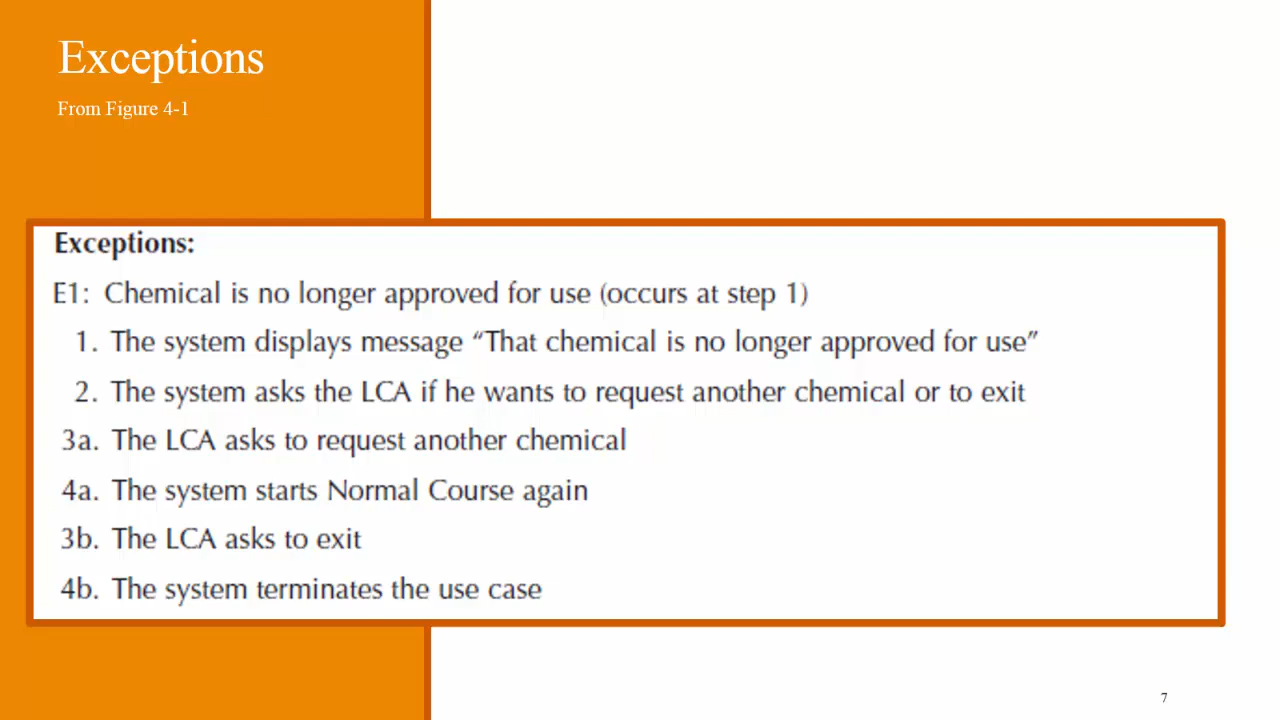 Exceptions
From Figure 4-1
Exceptions:
E1: Chemical is no longer approved for use (occurs at step 1)
1. The system displays message “That chemical is no longer approved for use”
2. The system asks the LCA if he wants to request another chemical or to exit
3a. The LCA asks to request another chemical
4a. The system starts Normal Course again
3b. The LCA asks to exit
4b. The system terminates the use case
7